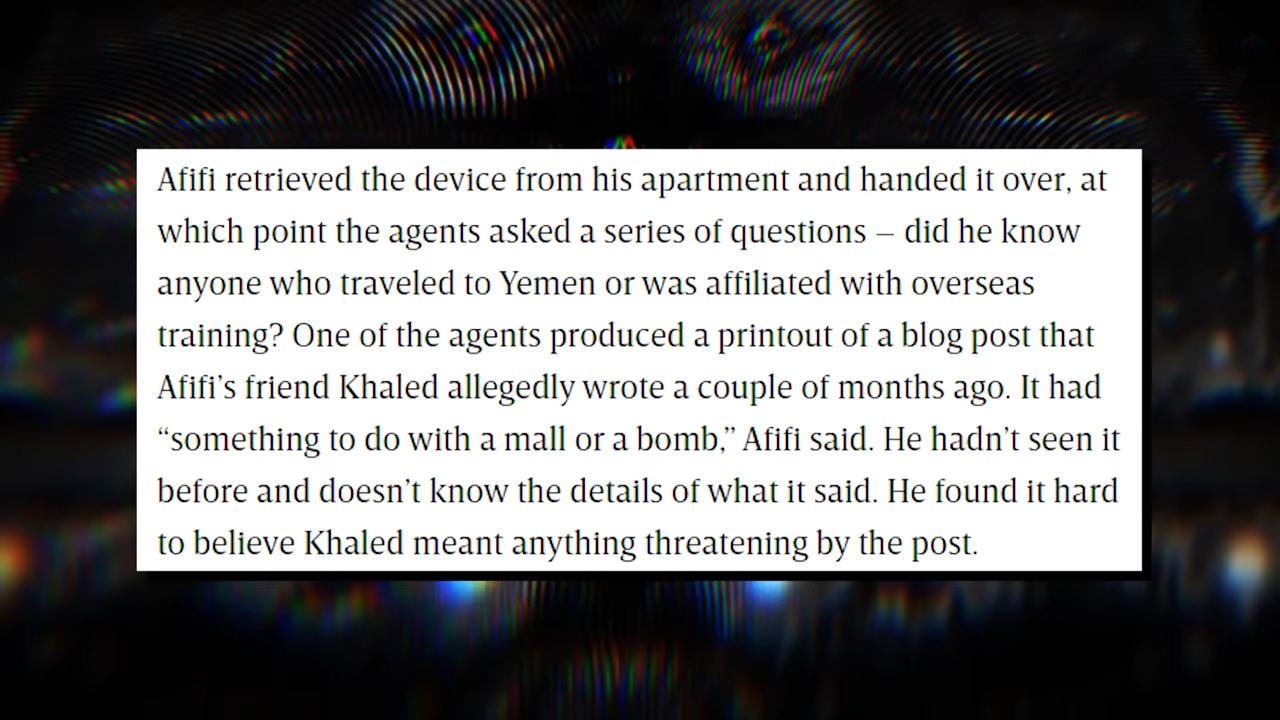 Afifi retrieved the device from his apartment and handed it over, at
which point the agents asked a series of questions – did he know
anyone who traveled to Yemen or was affiliated with overseas
training? One of the agents produced a printout of a blog post that
Afifi’s friend Khaled allegedly wrote a couple of months ago. It had
“something to do with a mall or a bomb,” Afifi said. He hadn’t seen it
before and doesn’t know the details of what it said. He found it hard
to believe Khaled meant anything threatening by the post.